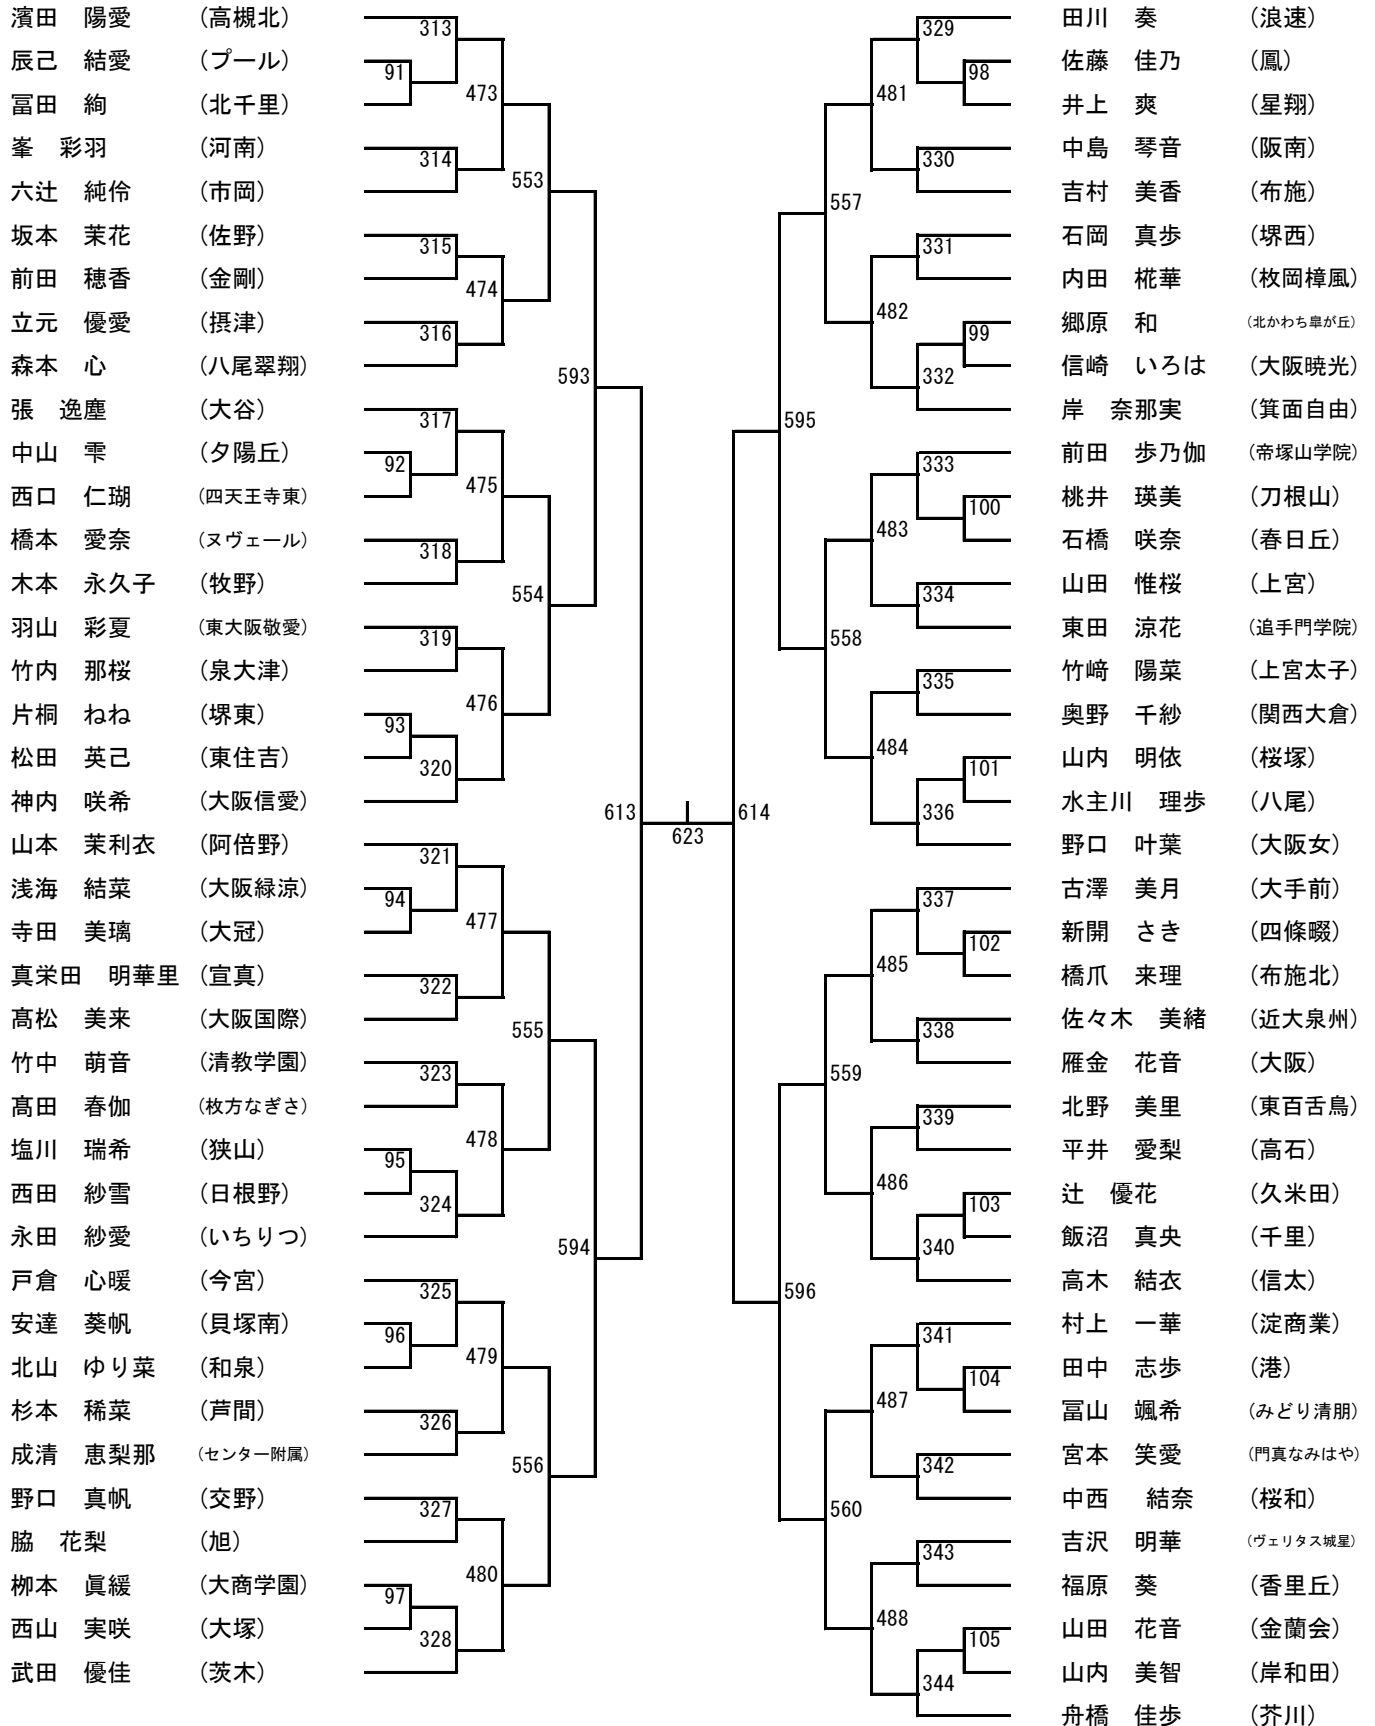 濱田　陽愛　（高槻北）
辰己　結愛　（プール）
冨田　絢　（北千里）
峯　彩羽　（河南）
六辻　純伶　（市岡）
坂本　茉花　（佐野）
前田　穂香　（金剛）
立元　優愛　（摂津）
森本　心　（八尾翠翔）
張　逸塵　（大谷）
中山　雫　（夕陽丘）
西口　仁瑚　（四天王寺東）
橋本　愛奈　（ヌヴェール）
木本　永久子　（牧野）
羽山　彩夏　（東大阪敬愛）
竹内　那桜　（泉大津）
片桐　ねね　（堺東）
松田　英己　（東住吉）
神内　咲希　（大阪信愛）
山本　茉利衣　（阿倍野）
浅海　結菜　（大阪緑涼）
寺田　美璃　（大冠）
真栄田　明華里　（宣真）
髙松　美来　（大阪国際）
竹中　萌音　（清教学園）
髙田　春伽　（枚方なぎさ）
塩川　瑞希　（狭山）
西田　紗雪　（日根野）
永田　紗愛　（いちりつ）
戸倉　心暖　（今宮）
安達　葵帆　（貝塚南）
北山　ゆり菜　（和泉）
杉本　稀菜　（芦間）
成清　恵梨那　（センター附属）
野口　真帆　（交野）
脇　花梨　（旭）
栁本　眞緩　（大商学園）
西山　実咲　（大塚）
武田　優佳　（茨木）
313
91
473
314
553
315
474
316
593
317
92
475
318
554
319
476
93
320
613
321
94
477
322
555
323
478
95
324
594
325
96
479
326
556
327
480
97
328
623
614
329
98
481
330
557
331
482
99
332
595
333
100
483
334
558
335
484
101
336
337
102
485
338
559
339
486
103
340
596
341
104
487
342
560
343
488
105
344
田川　奏　（浪速）
佐藤　佳乃　（鳳）
井上　爽　（星翔）
中島　琴音　（阪南）
吉村　美香　（布施）
石岡　真歩　（堺西）
内田　椛華　（枚岡樟風）
郷原　和　（北かわち皐が丘）
信崎　いろは　（大阪暁光）
岸　奈那実　（箕面自由）
前田　歩乃伽　（帝塚山学院）
桃井　瑛美　（刀根山）
石橋　咲奈　（春日丘）
山田　惟桜　（上宮）
東田　涼花　（追手門学院）
竹﨑　陽菜　（上宮太子）
奥野　千紗　（関西大倉）
山内　明依　（桜塚）
水主川　理歩　（八尾）
野口　叶葉　（大阪女）
古澤　美月　（大手前）
新開　さき　（四條畷）
橋爪　来理　（布施北）
佐々木　美緒　（近大泉州）
雁金　花音　（大阪）
北野　美里　（東百舌鳥）
平井　愛梨　（高石）
辻　優花　（久米田）
飯沼　真央　（千里）
高木　結衣　（信太）
村上　一華　（淀商業）
田中　志歩　（港）
冨山　颯希　（みどり清朋）
宮本　笑愛　（門真なみはや）
中西　結奈　（桜和）
吉沢　明華　（ヴェリタス城星）
福原　葵　（香里丘）
山田　花音　（金蘭会）
山内　美智　（岸和田）
舟橋　佳歩　（芥川）